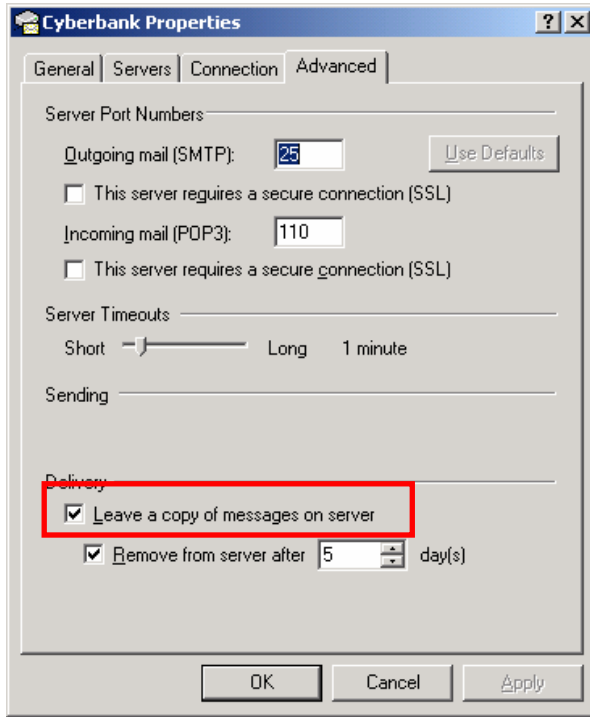 Cyberbank Properties
General Servers Connection Advanced
Server Port Numbers
Outgoing mail (SMTP): 25 Use Defaults
This server reguires a secure connection (SSL)
Incoming mail (POP3): 110
This server requires a secure connection (SSL)
Server Timeouts
Short Long 1 minute
Sending
Delivery
Leave a copy of messages on server
Remove from server after 5 day(s)
OK Cancel Apply